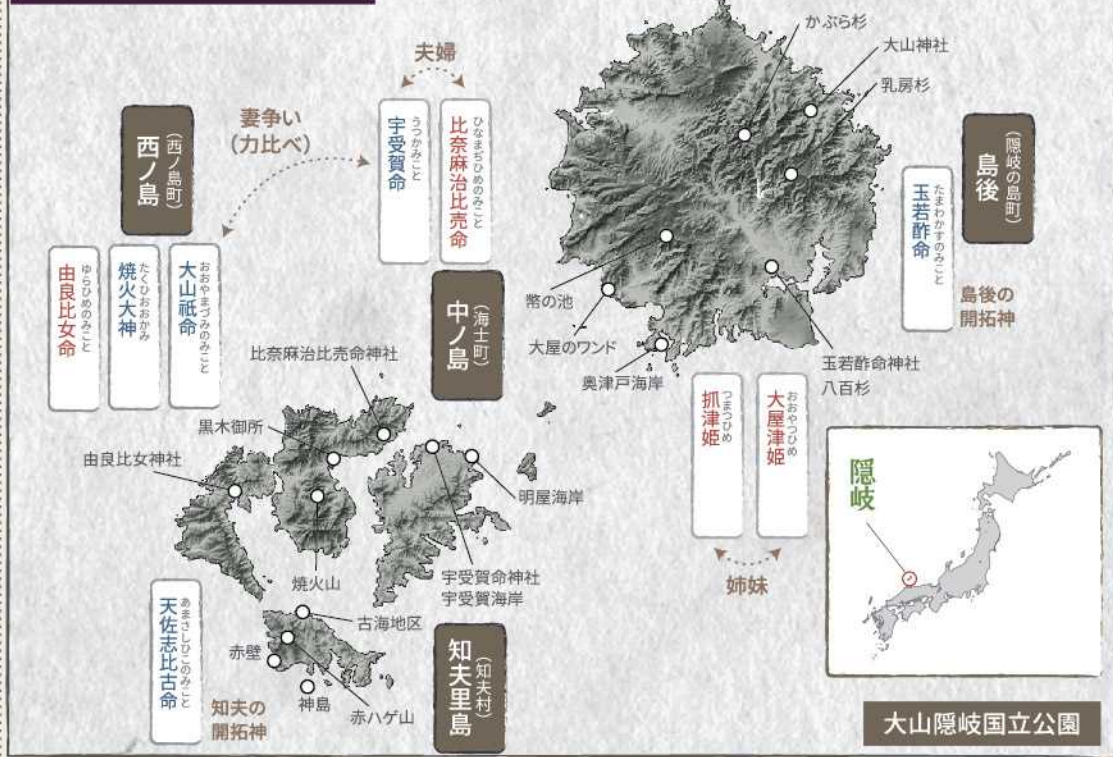 夫婦
妻争い
(力比べ)
宇受賀命
うつかみこと
比奈麻治比売命
ひなまぢひめのみこと
西ノ島
(西ノ島町)
由良比女命
ゆらひめのみこと
焼火大神
たくひおおかみ
大山祇命
おおやまづみのみこと
中ノ島
(海士町)
かぶら杉
大山神社
乳房杉
島後
(隠岐の島町)
玉若酢命
たまわかすのみこと
島後の
開拓神
幣の池
大屋のワンド
奥津戸海岸
玉若酢命神社
八百杉
抓津姫
つまつひめ
大屋津姫
おおやつひめ
姉妹
比奈麻治比売命神社
黒木御所
由良比女神社
明屋海岸
焼火山
宇受賀命神社
宇受賀海岸
古海地区
赤壁
神島
赤ハゲ山
天佐志比古命
あまさしひこのみこと
知夫の
開拓神
知夫里島
(知夫村)
隠岐
大山隠岐国立公園